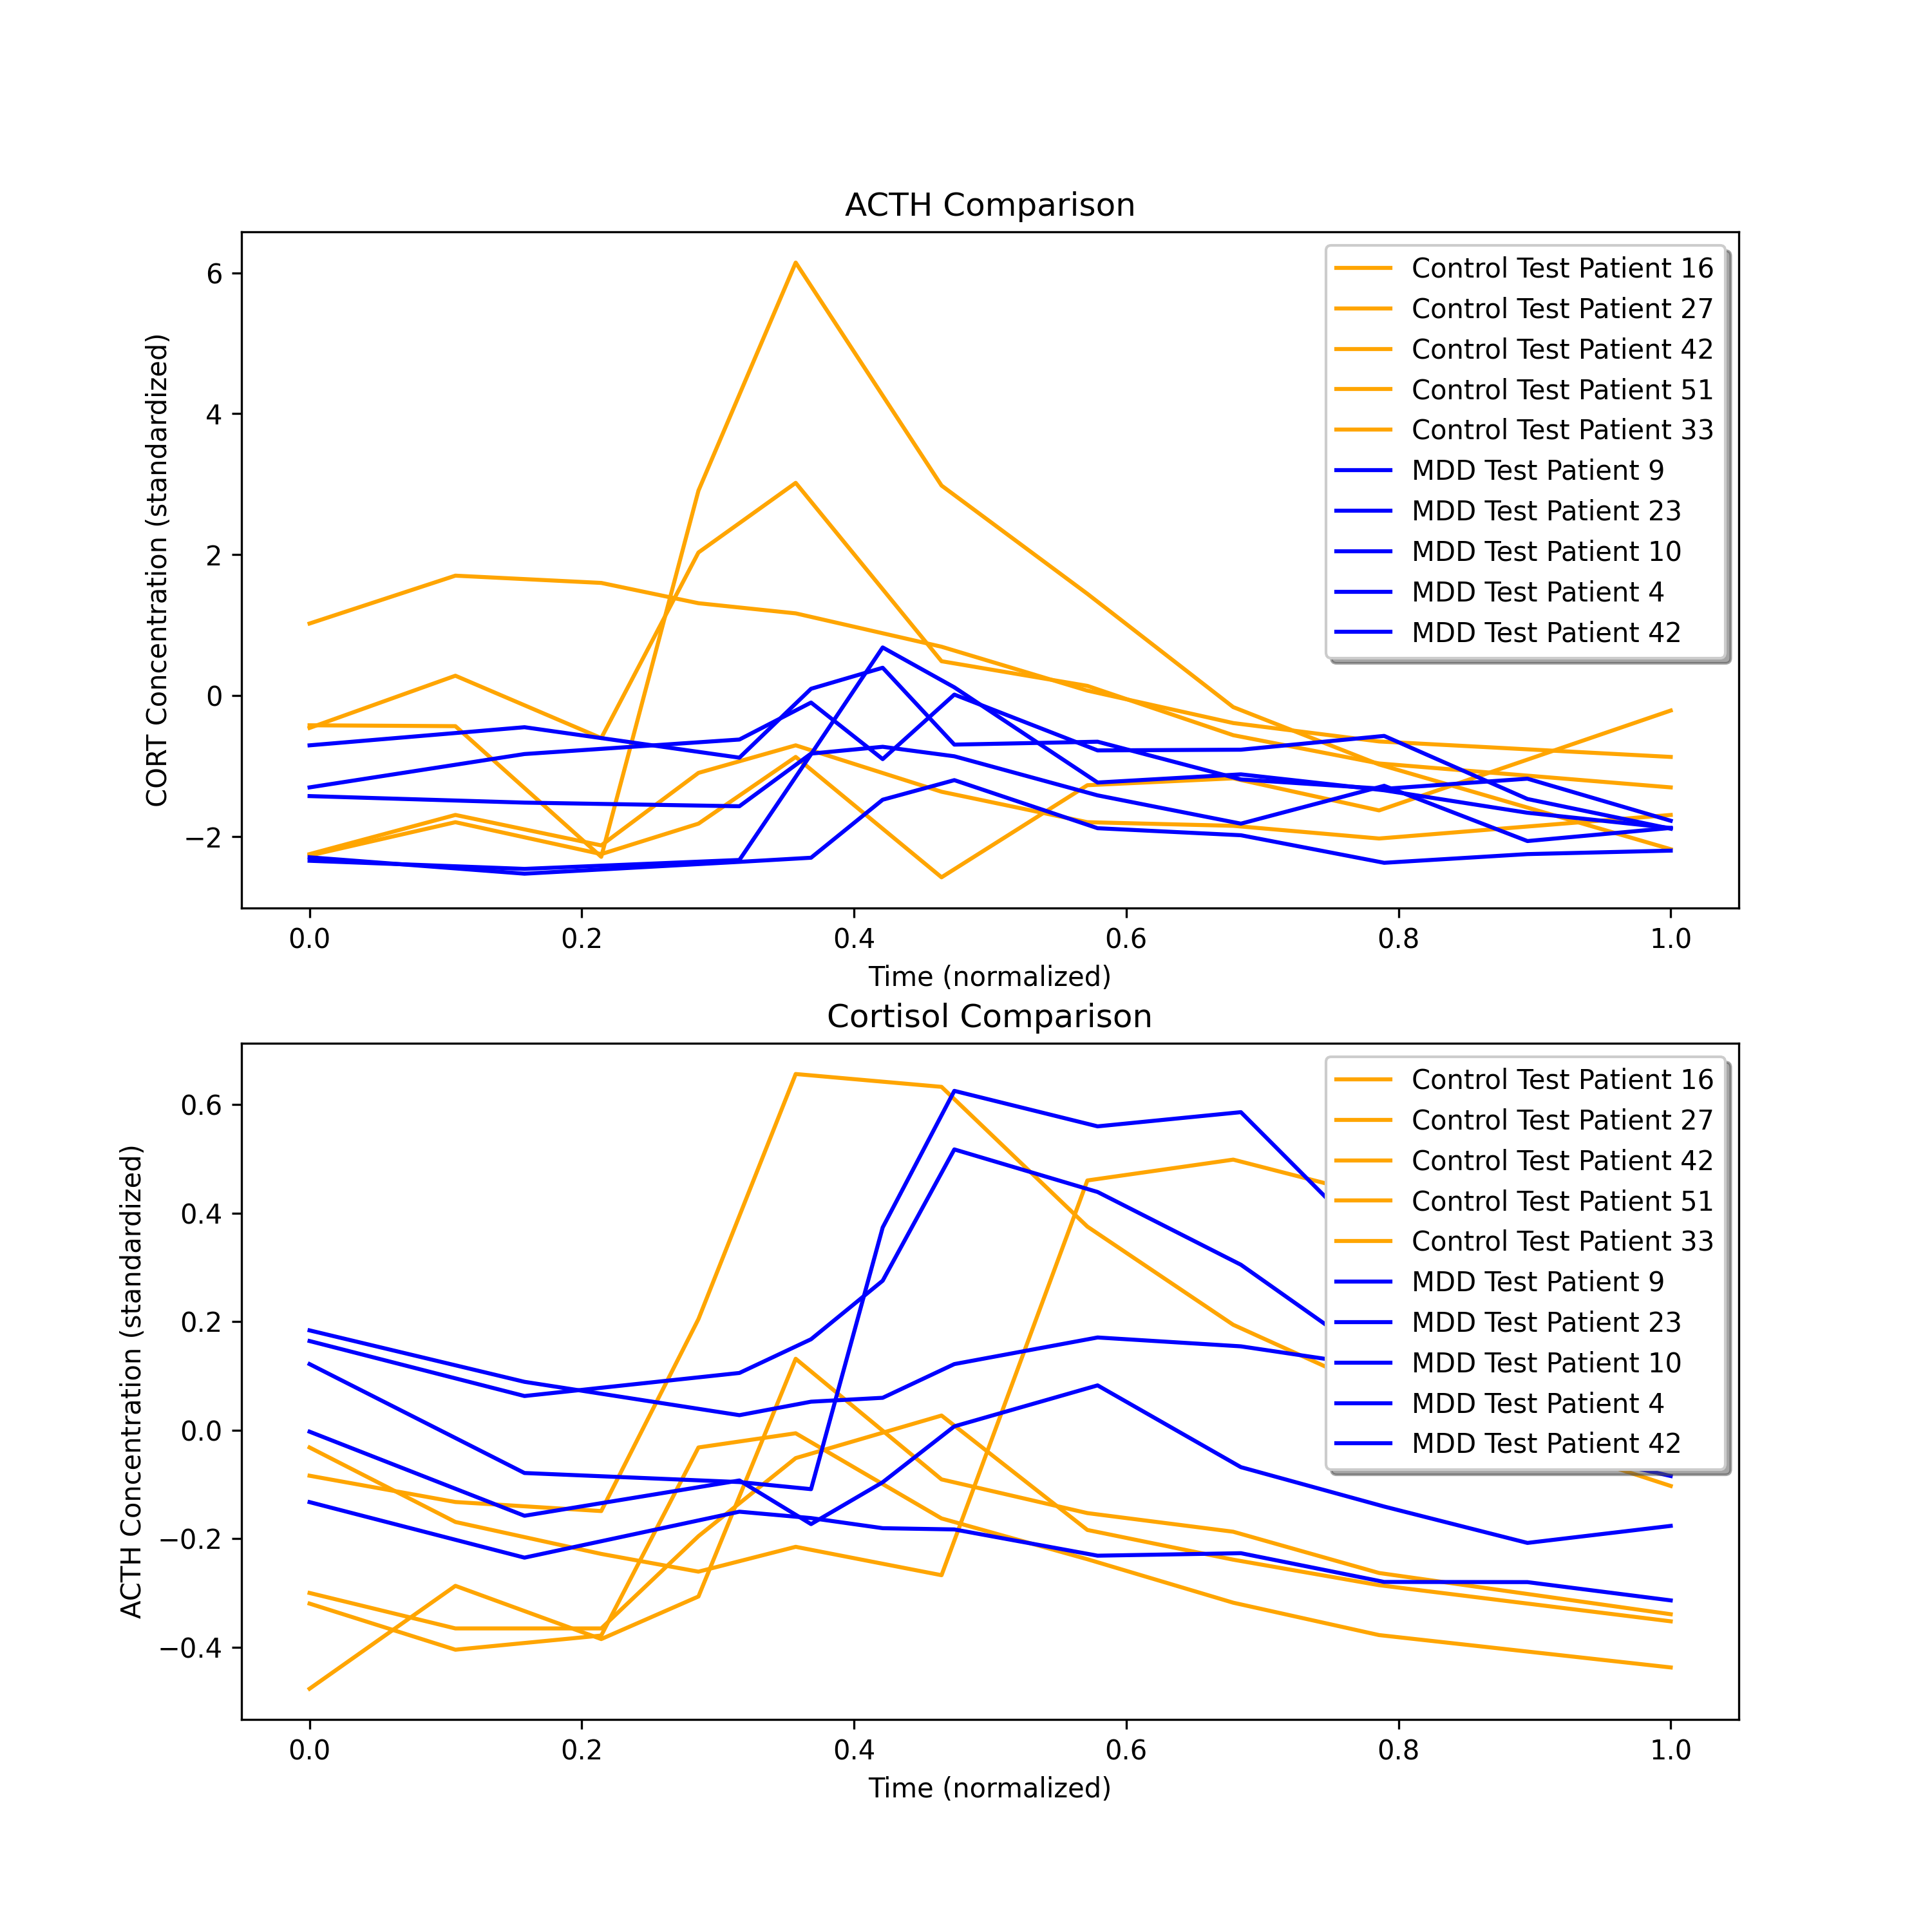 ACTH Comparison
CORT Concentration (standardized)
6
4
2
0
−2
Control Test Patient 16
Control Test Patient 27
Control Test Patient 42
Control Test Patient 51
Control Test Patient 33
MDD Test Patient 9
MDD Test Patient 23
MDD Test Patient 10
MDD Test Patient 4
MDD Test Patient 42
0.0 0.2 0.4 0.6 0.8 1.0
Time (normalized)
Cortisol Comparison
ACTH Concentration (standardized)
0.6
0.4
0.2
0.0
−0.2
−0.4
Control Test Patient 16
Control Test Patient 27
Control Test Patient 42
Control Test Patient 51
Control Test Patient 33
MDD Test Patient 9
MDD Test Patient 23
MDD Test Patient 10
MDD Test Patient 4
MDD Test Patient 42
0.0 0.2 0.4 0.6 0.8 1.0
Time (normalized)